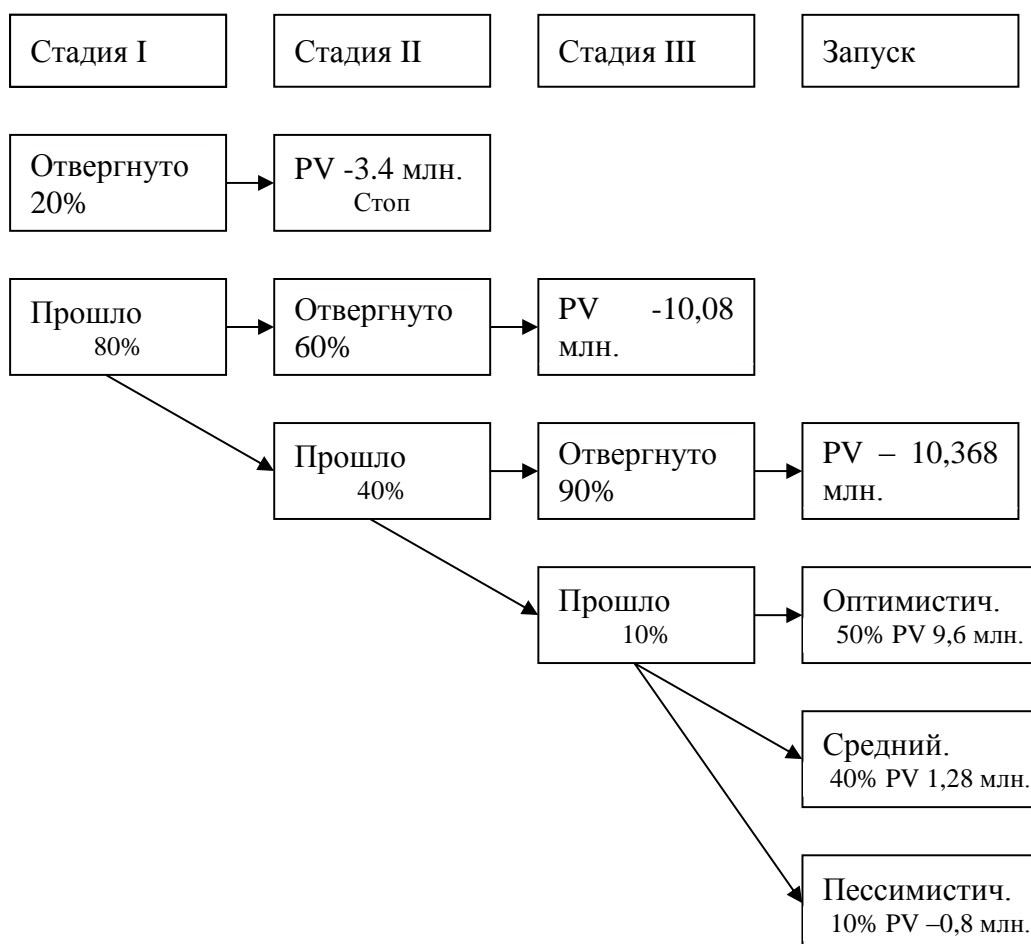 Стадия I
Стадия II
Стадия III
Запуск
Отвергнуто
20%
PV -3.4 млн.
Стоп
Прошло
80%
Отвергнуто
60%
PV -10,08
млн.
Прошло
40%
Отвергнуто
90%
PV – 10,368
млн.
Прошло
10%
Оптимистич.
50% PV 9,6 млн.
Средний.
40% PV 1,28 млн.
Пессимистич.
10% PV –0,8 млн.